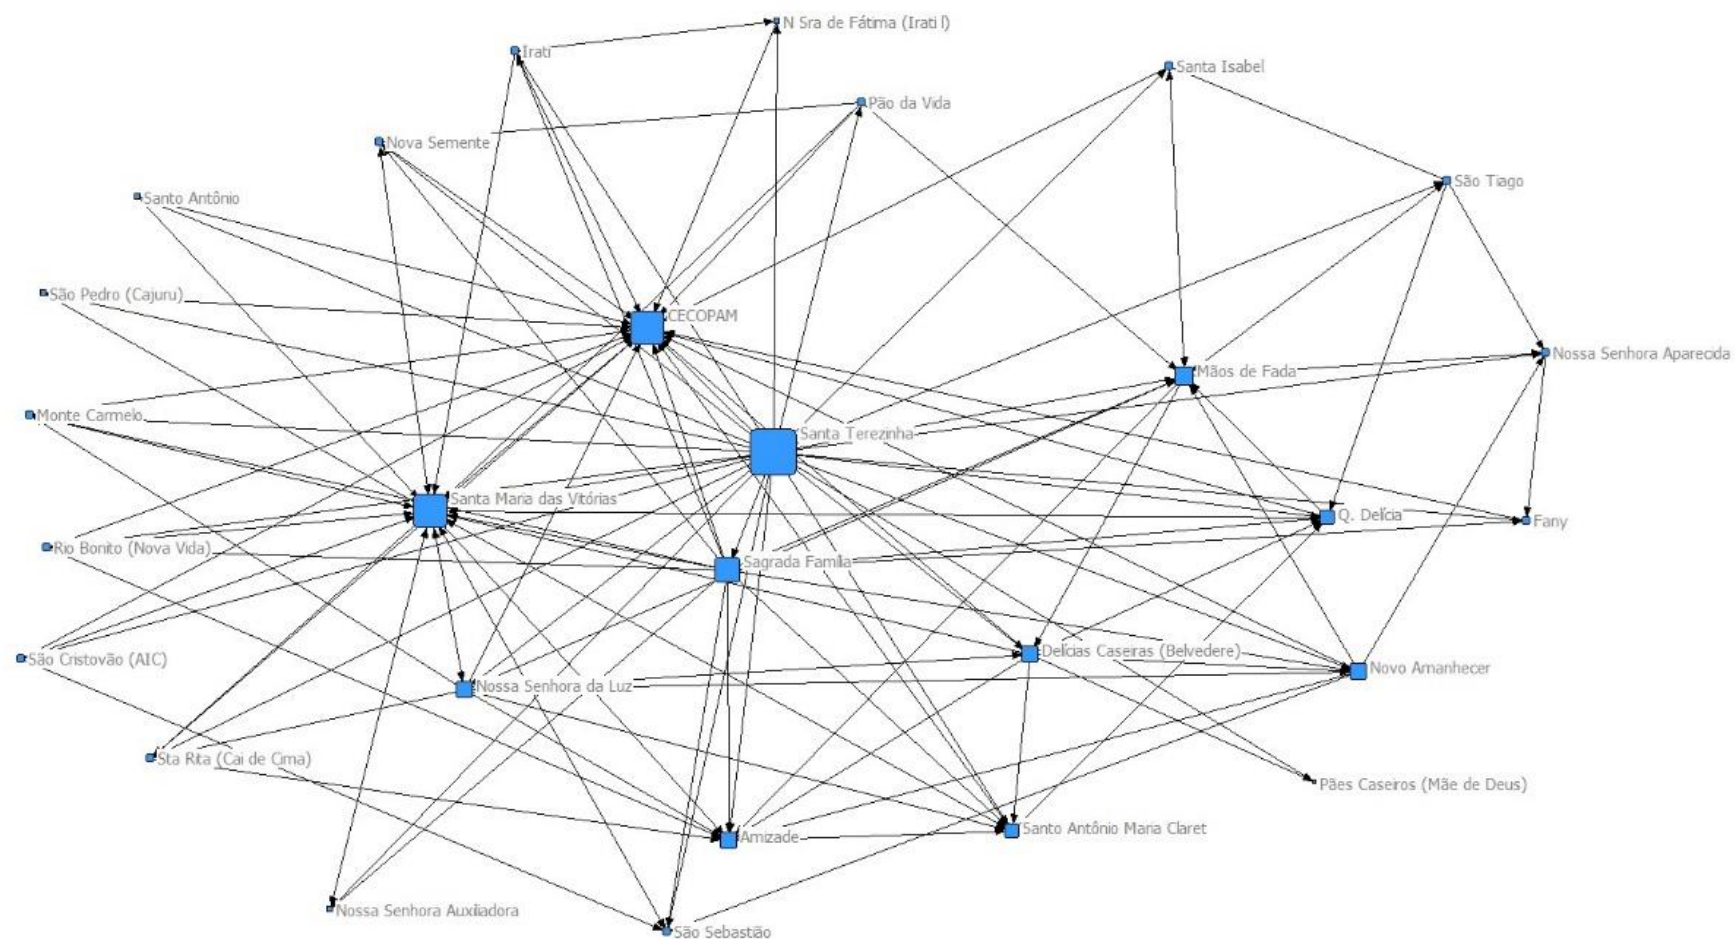 N Sra de Fátima (Irati I)
Irati
Santa Isabel
Pão da Vida
Nova Semente
São Tiago
Santo Antônio
São Pedro (Cajuru)
CECOPAM
Nossa Senhora Aparecida
Mãos de Fada
Monte Carmelo
Santa Terezinha
Santa Maria das Vitórias
Q. Delícia
Fany
Rio Bonito (Nova Vida)
Sagrada Família
Delícias Caseiras (Belvedere)
São Cristovão (AIC)
Novo Amanhecer
Nossa Senhora da Luz
Sta Rita (Cai de Cima)
Pães Caseiros (Mãe de Deus)
Santo Antônio Maria Claret
Amizade
Nossa Senhora Auxiliadora
São Sebastião